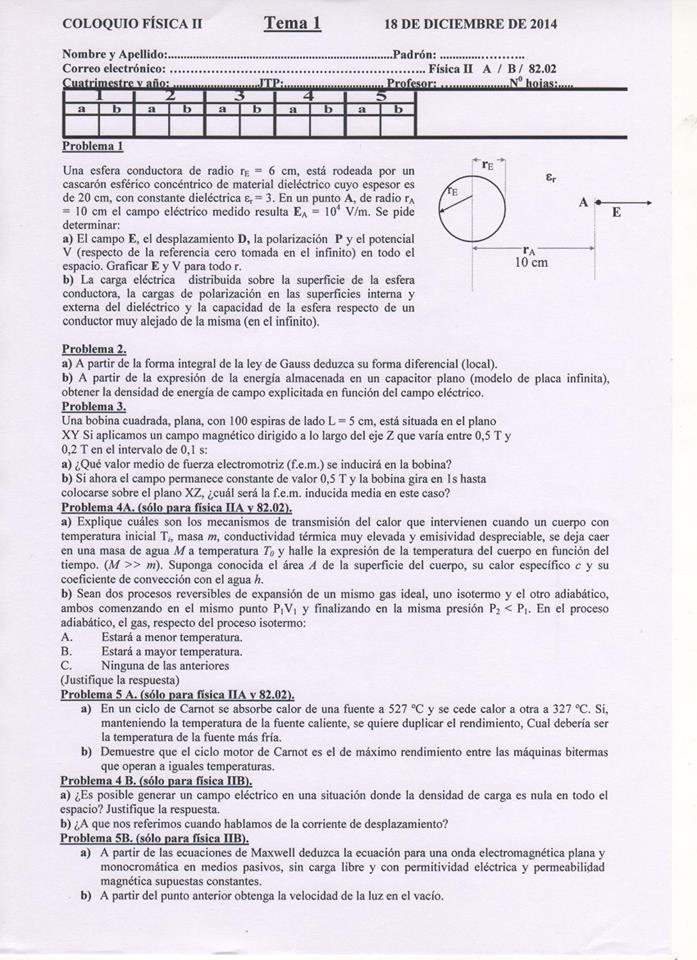 COLOQUIO FÍSICA II Tema 1 18 DE DICIEMBRE DE 2014
Nombre y Apellido:..................................................................Padrón: .......................
Correo electrónico: ........................................................... Física II A / B / 82.02
Cuatrimestre y año: .........................JTP:.............................. Profesor: .......................Nº hojas:.....
1 2 3 4 5
a b a b a b a b a b
Problema 1
Una esfera conductora de radio rE = 6 cm, está rodeada por un
cascarón esférico concéntrico de material dieléctrico cuyo espesor es
de 20 cm, con constante dieléctrica εr = 3. En un punto A, de radio rA
= 10 cm el campo eléctrico medido resulta EA = 10⁴ V/m. Se pide
determinar:
a) El campo E, el desplazamiento D, la polarización P y el potencial
V (respecto de la referencia cero tomada en el infinito) en todo el
espacio. Graficar E y V para todo r.
b) La carga eléctrica distribuida sobre la superficie de la esfera
conductora, la cargas de polarización en las superficies interna y
externa del dieléctrico y la capacidad de la esfera respecto de un
conductor muy alejado de la misma (en el infinito).
rE
εr
rE
A
E
rA
10 cm
Problema 2.
a) A partir de la forma integral de la ley de Gauss deduzca su forma diferencial (local).
b) A partir de la expresión de la energía almacenada en un capacitor plano (modelo de placa infinita),
obtener la densidad de energía de campo explicitada en función del campo eléctrico.
Problema 3.
Una bobina cuadrada, plana, con 100 espiras de lado L = 5 cm, está situada en el plano
XY Si aplicamos un campo magnético dirigido a lo largo del eje Z que varía entre 0,5 T y
0,2 T en el intervalo de 0,1 s:
a) ¿Qué valor medio de fuerza electromotriz (f.e.m.) se inducirá en la bobina?
b) Si ahora el campo permanece constante de valor 0,5 T y la bobina gira en 1s hasta
colocarse sobre el plano XZ, ¿cuál será la f.e.m. inducida media en este caso?
Problema 4A. (sólo para física IIA y 82.02).
a) Explique cuáles son los mecanismos de transmisión del calor que intervienen cuando un cuerpo con
temperatura inicial Ti, masa m, conductividad térmica muy elevada y emisividad despreciable, se deja caer
en una masa de agua M a temperatura T0 y halle la expresión de la temperatura del cuerpo en función del
tiempo. (M >> m). Suponga conocida el área A de la superficie del cuerpo, su calor específico c y su
coeficiente de convección con el agua h.
b) Sean dos procesos reversibles de expansión de un mismo gas ideal, uno isotermo y el otro adiabático,
ambos comenzando en el mismo punto P1V1 y finalizando en la misma presión P2 < P1. En el proceso
adiabático, el gas, respecto del proceso isotermo:
A. Estará a menor temperatura.
B. Estará a mayor temperatura.
C. Ninguna de las anteriores
(Justifique la respuesta)
Problema 5 A. (sólo para física IIA y 82.02).
a) En un ciclo de Carnot se absorbe calor de una fuente a 527 ºC y se cede calor a otra a 327 ºC. Si,
manteniendo la temperatura de la fuente caliente, se quiere duplicar el rendimiento, Cual debería ser
la temperatura de la fuente más fría.
b) Demuestre que el ciclo motor de Carnot es el de máximo rendimiento entre las máquinas bitermas
que operan a iguales temperaturas.
Problema 4 B. (sólo para física IIB).
a) ¿Es posible generar un campo eléctrico en una situación donde la densidad de carga es nula en todo el
espacio? Justifique la respuesta.
b) ¿A que nos referimos cuando hablamos de la corriente de desplazamiento?
Problema 5B. (sólo para física IIB).
a) A partir de las ecuaciones de Maxwell deduzca la ecuación para una onda electromagnética plana y
monocromática en medios pasivos, sin carga libre y con permitividad eléctrica y permeabilidad
magnética supuestas constantes.
b) A partir del punto anterior obtenga la velocidad de la luz en el vacío.